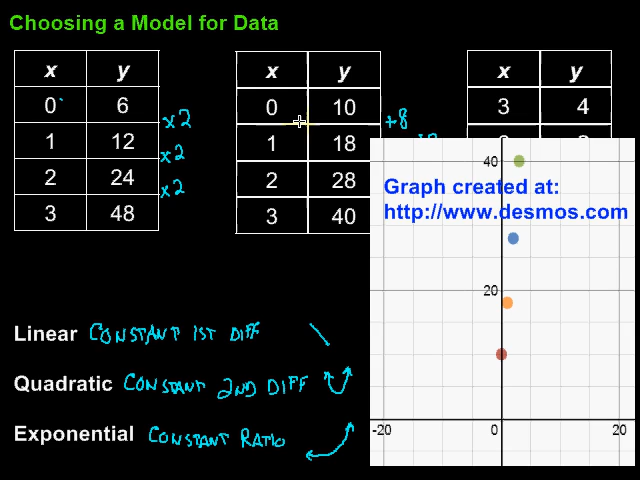 Choosing a Model for Data
x y
0 6
1 12
2 24
3 48
x2
x2
x2
x y
0 10
1 18
2 28
3 40
+8
x y
3 4
40
Graph created at:
http://www.desmos.com
20
-20 0 20
Linear CONSTANT 1ST DIFF
Quadratic CONSTANT 2ND DIFF
Exponential CONSTANT RATIO